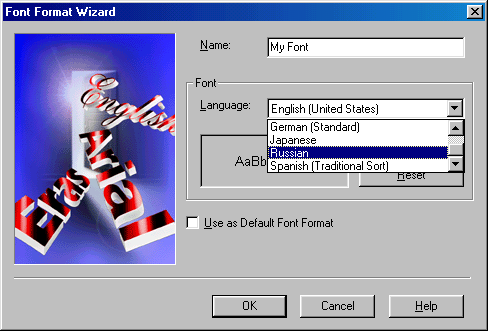 Font Format Wizard
English
Arial
Eras
Name:
My Font
Font
Language:
English (United States)
German (Standard)
Japanese
Russian
Spanish (Traditional Sort)
AaBb
Reset
Use as Default Font Format
OK
Cancel
Help